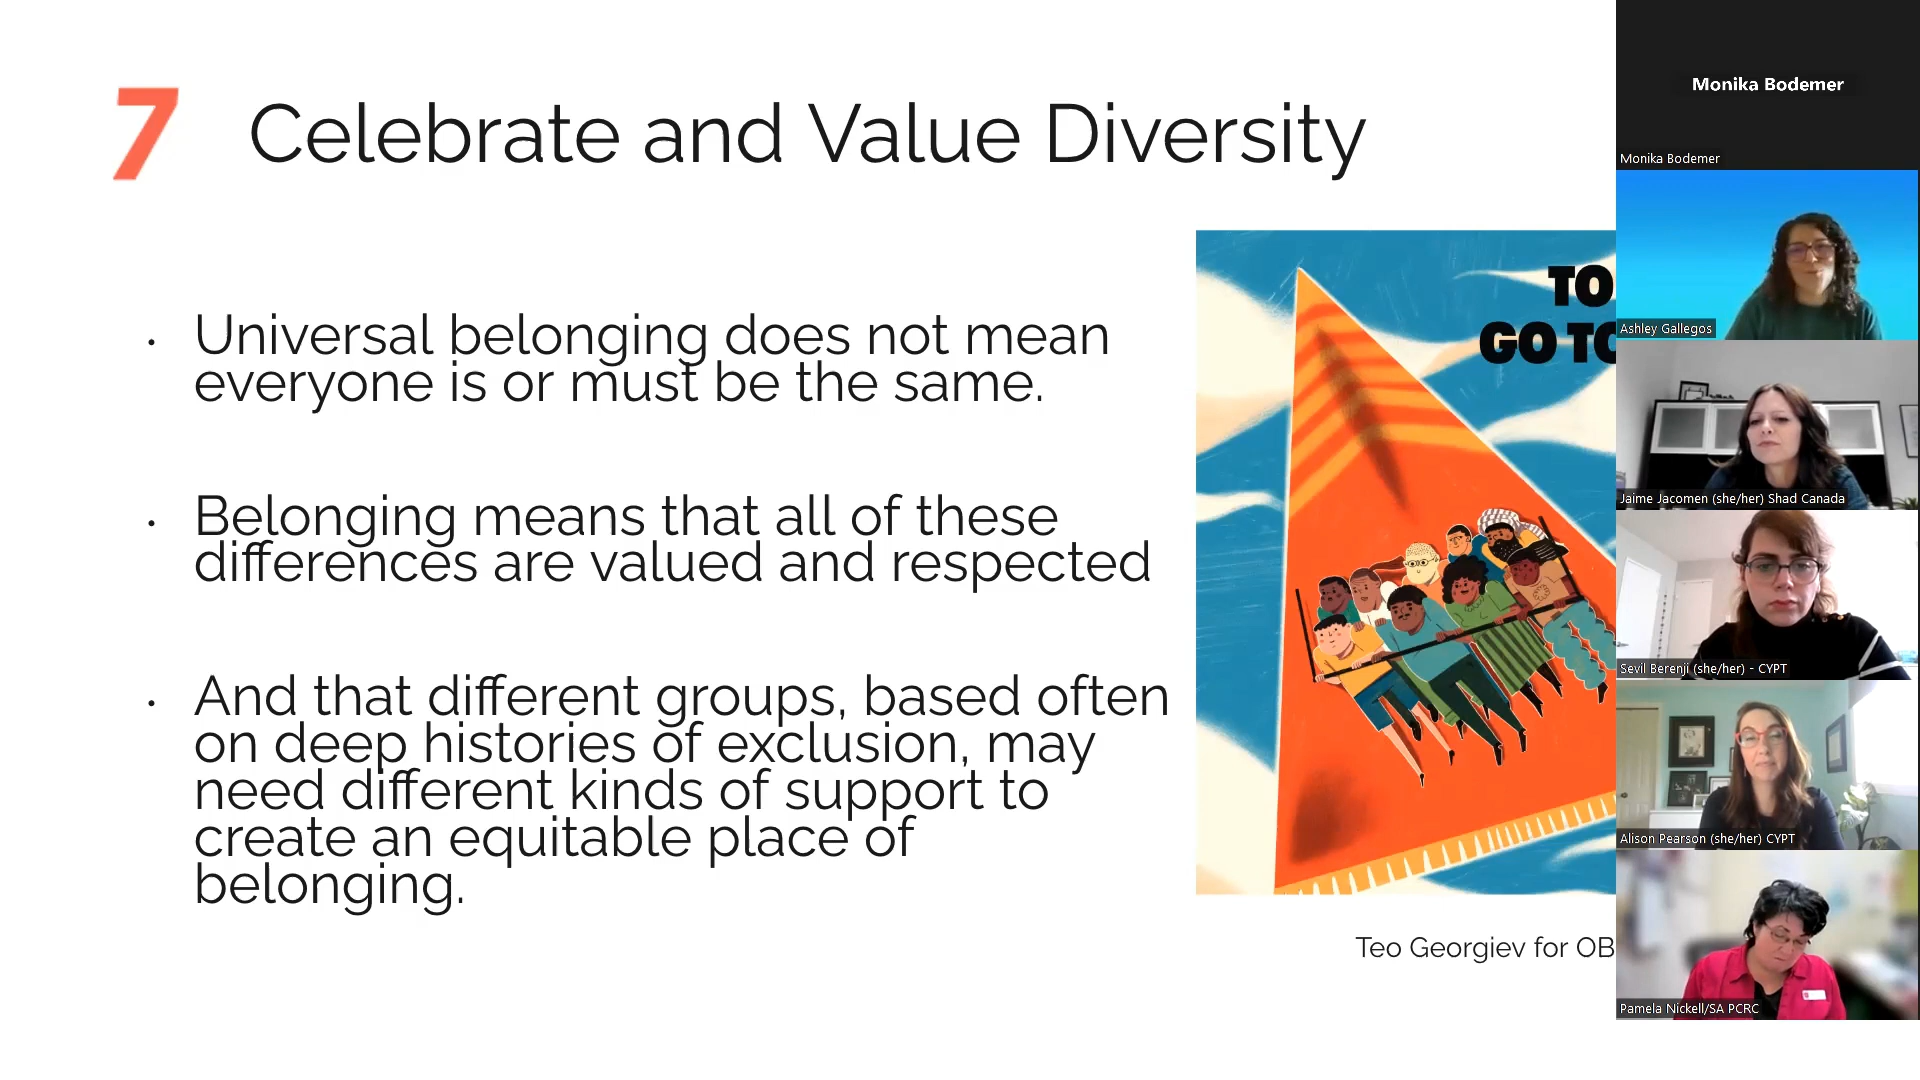 7 Celebrate and Value Diversity
• Universal belonging does not mean
everyone is or must be the same.
• Belonging means that all of these
differences are valued and respected
• And that different groups, based often
on deep histories of exclusion, may
need different kinds of support to
create an equitable place of
belonging.
TO
GO TO
Teo Georgiev for OB
Monika Bodemer
Monika Bodemer
Ashley Gallegos
Jaime Jacomen (she/her) Shad Canada
Sevil Berenji (she/her) - CYPT
Alison Pearson (she/her) CYPT
Pamela Nickell/SA PCRC